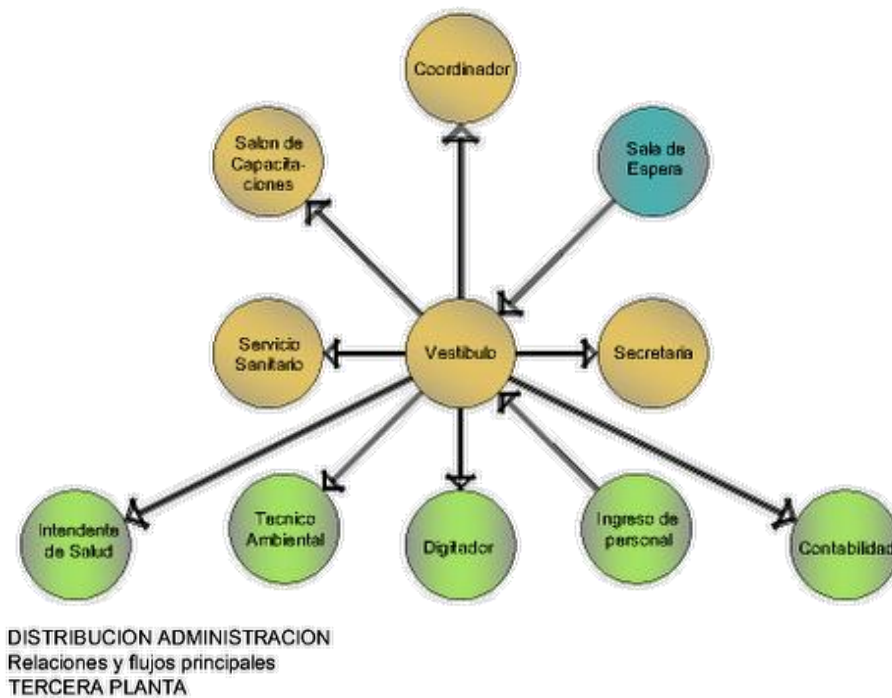 Coordinador
Salon de
Capacita-
ciones
Sala de
Espera
Servicio
Sanitario
Vestibulo
Secretaria
Intendente
de Salud
Tecnico
Ambiental
Digitador
Ingreso de
personal
Contabilidad
DISTRIBUCION ADMINISTRACION
Relaciones y flujos principales
TERCERA PLANTA